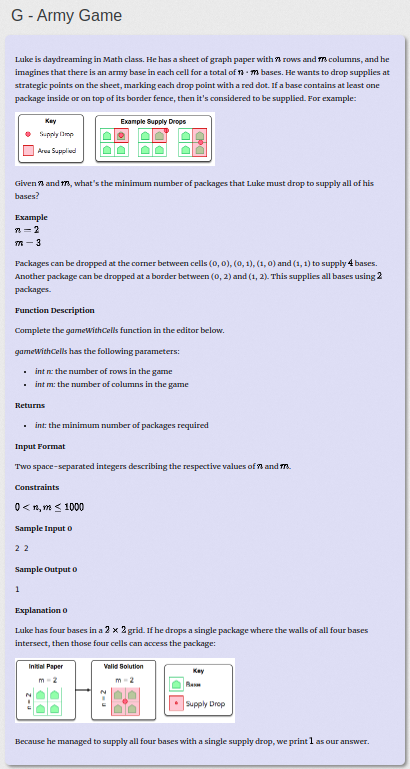 G - Army Game
Luke is daydreaming in Math class. He has a sheet of graph paper with n rows and m columns, and he
imagines that there is an army base in each cell for a total of n · m bases. He wants to drop supplies at
strategic points on the sheet, marking each drop point with a red dot. If a base contains at least one
package inside or on top of its border fence, then it's considered to be supplied. For example:
Key
Supply Drop
Area Supplied
Example Supply Drops
Given n and m, what's the minimum number of packages that Luke must drop to supply all of his
bases?
Example
n = 2
m = 3
Packages can be dropped at the corner between cells (0, 0), (0, 1), (1, 0) and (1, 1) to supply 4 bases.
Another package can be dropped at a border between (0, 2) and (1, 2). This supplies all bases using 2
packages.
Function Description
Complete the gameWithCells function in the editor below.
gameWithCells has the following parameters:
• int n: the number of rows in the game
• int m: the number of columns in the game
Returns
• int: the minimum number of packages required
Input Format
Two space-separated integers describing the respective values of n and m.
Constraints
0 < n, m ≤ 1000
Sample Input 0
2 2
Sample Output 0
1
Explanation 0
Luke has four bases in a 2 × 2 grid. If he drops a single package where the walls of all four bases
intersect, then those four cells can access the package:
Initial Paper
m = 2
n = 2
Valid Solution
m = 2
n = 2
Key
Base
Supply Drop
Because he managed to supply all four bases with a single supply drop, we print 1 as our answer.